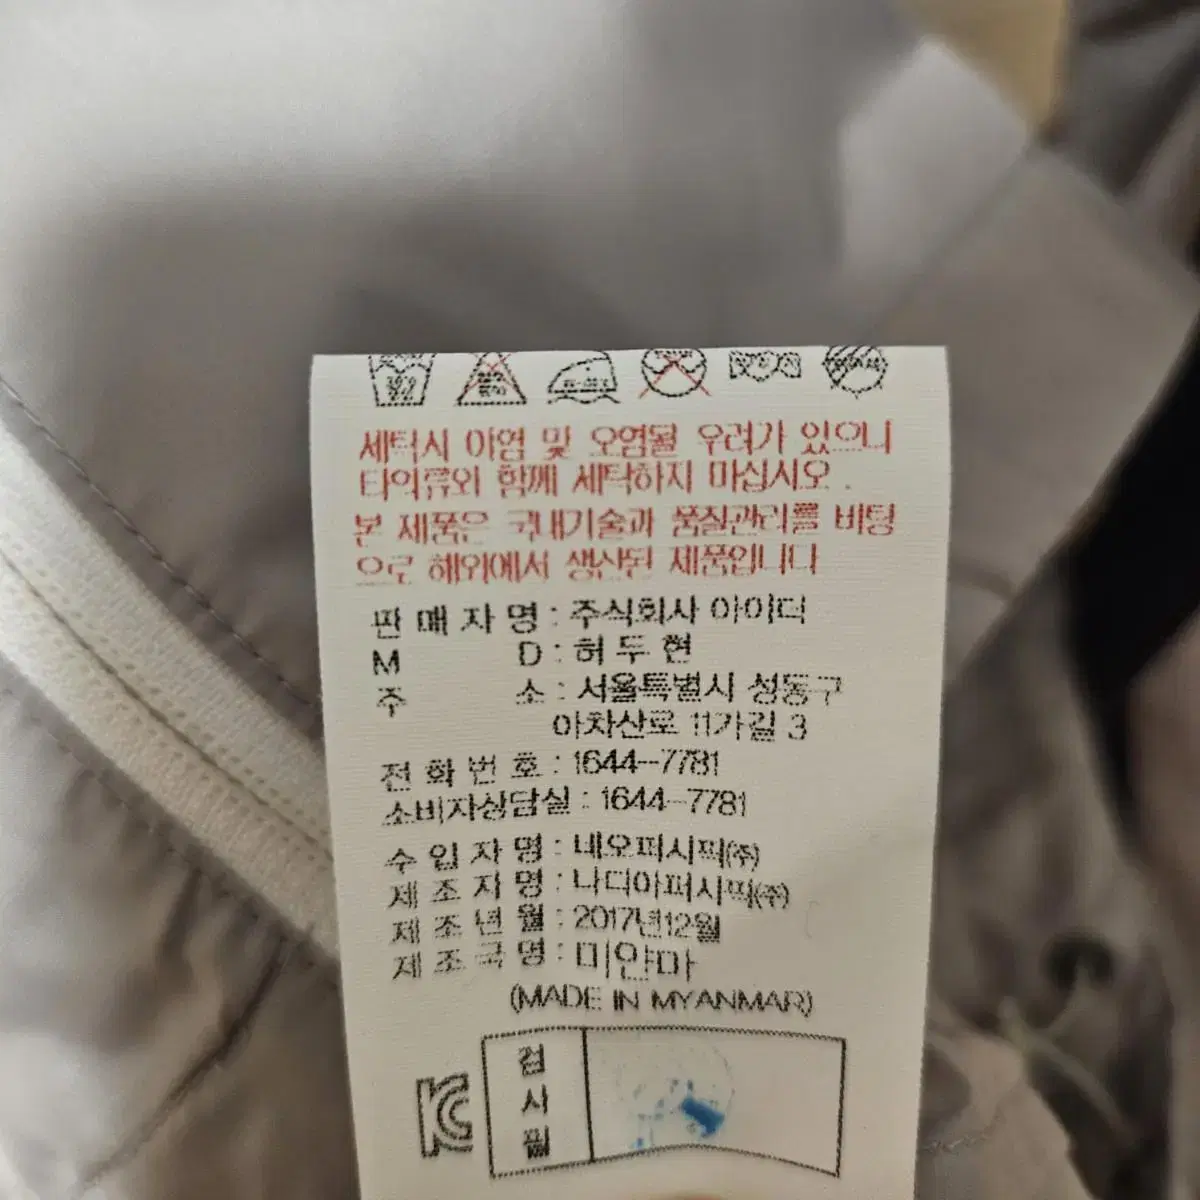 세탁시 이염 및 오염될 우려가 있으니
타의류와 함께 세탁하지 마십시오.
본 제품은 국내기술과 품질관리를 바탕
으로 해외에서 생산된 제품입니다
판 매 자 명 : 주식회사 아이더
M D : 허 두 현
주 소 : 서울특별시 성동구
아차산로 11가길 3
전 화 번 호 : 1644-7781
소비자상담실 : 1644-7781
수 입 자 명 : 네오퍼시픽(주)
제 조 자 명 : 나디아퍼시픽(주)
제 조 년 월 : 2017년12월
제 조 국 명 : 미얀마
(MADE IN MYANMAR)
KC
검
사
필